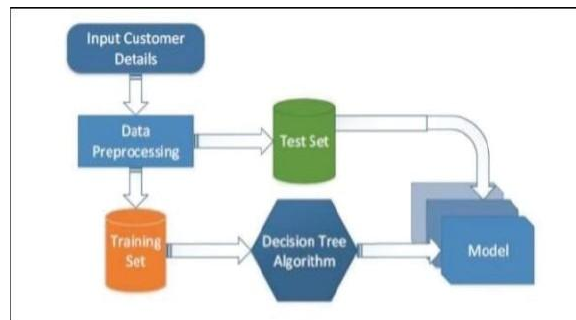 Input Customer
Details
Data
Preprocessing
Test Set
Training
Set
Decision Tree
Algorithm
Model